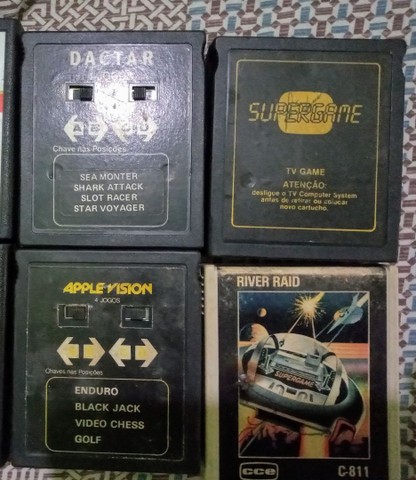 DACTAR
4 JOGOS
Chave nas Posições
SEA MONTER
SHARK ATTACK
SLOT RACER
STAR VOYAGER
SUPERGAME
TV GAME
ATENÇÃO:
desligue o TV Computer System
antes de retirar ou colocar
novo cartucho.
APPLE-VISION
4 JOGOS
Chaves nas Posições
ENDURO
BLACK JACK
VIDEO CHESS
GOLF
RIVER RAID
SUPERGAME
cce
C-811